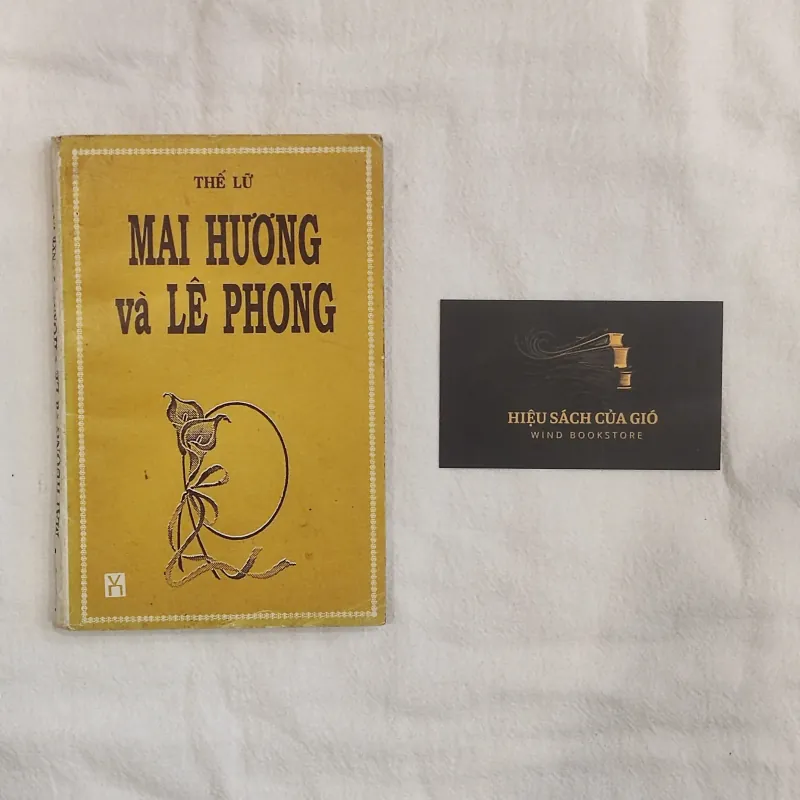 THẾ LỮ
MAI HƯƠNG
và LÊ PHONG
HIỆU SÁCH CỦA GIÓ
WIND BOOKSTORE